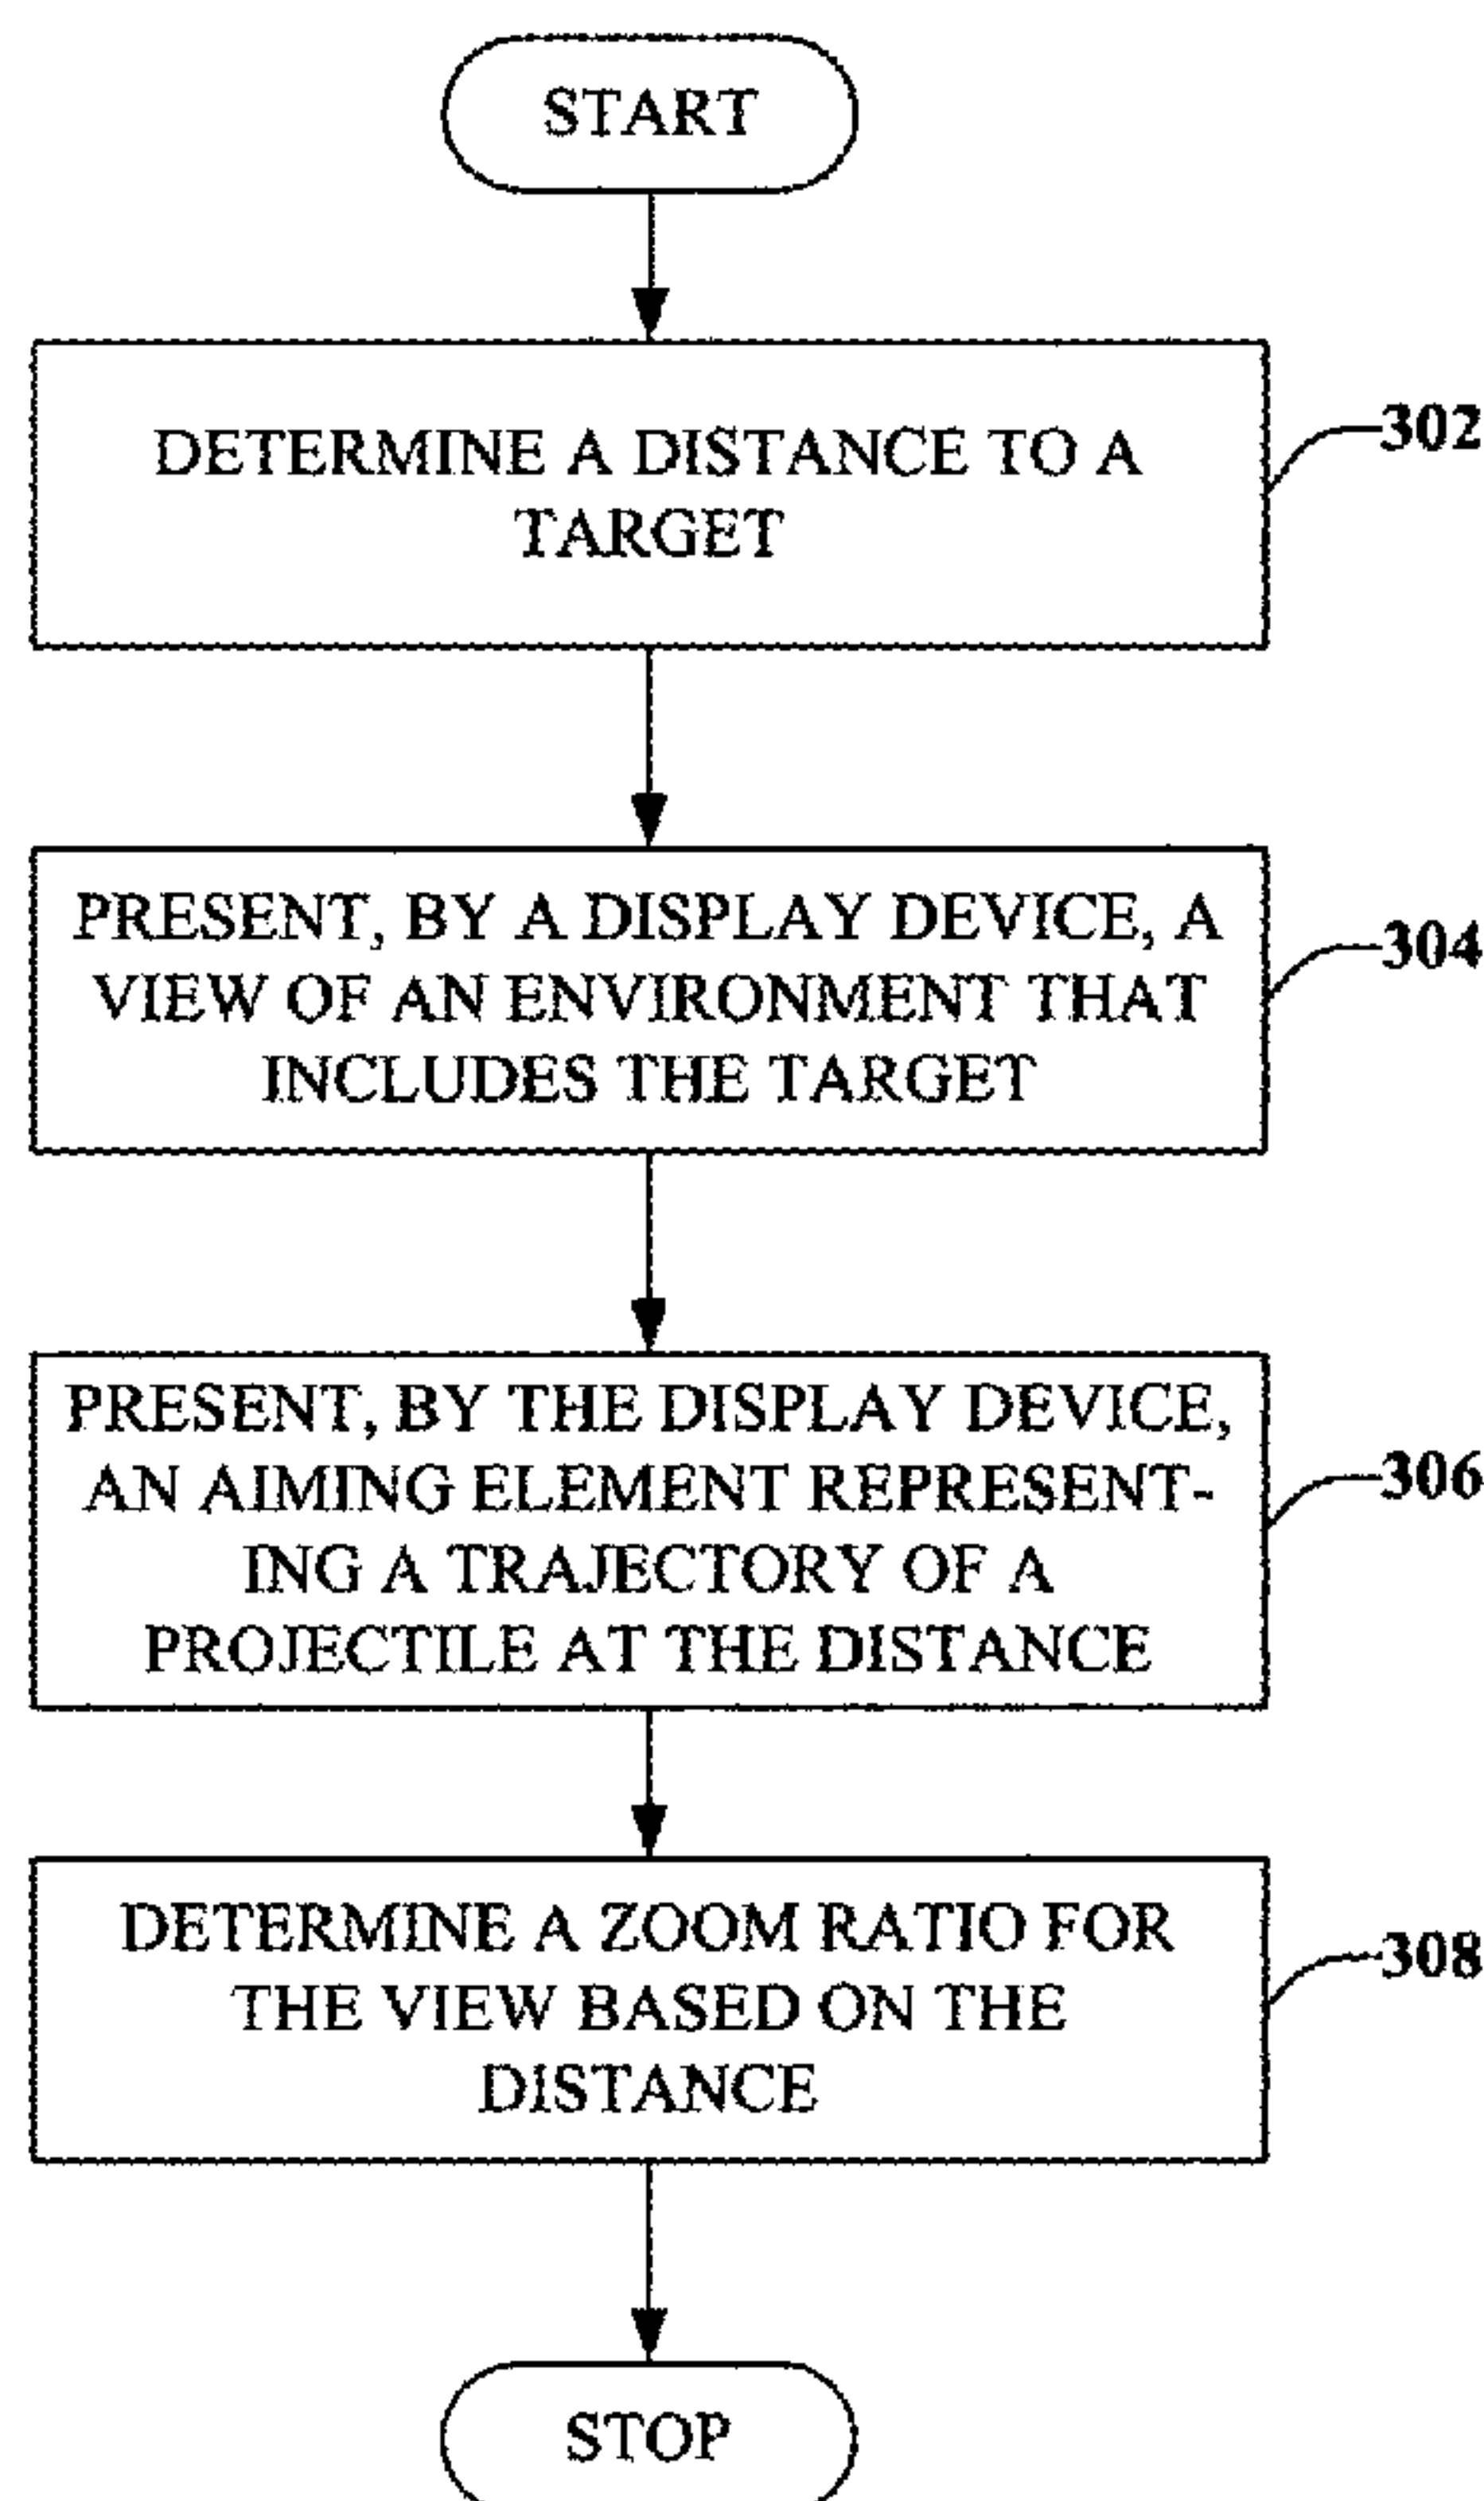 START
DETERMINE A DISTANCE TO A
TARGET
302
PRESENT, BY A DISPLAY DEVICE, A
VIEW OF AN ENVIRONMENT THAT
INCLUDES THE TARGET
304
PRESENT, BY THE DISPLAY DEVICE,
AN AIMING ELEMENT REPRESENT-
ING A TRAJECTORY OF A
PROJECTILE AT THE DISTANCE
306
DETERMINE A ZOOM RATIO FOR
THE VIEW BASED ON THE
DISTANCE
308
STOP